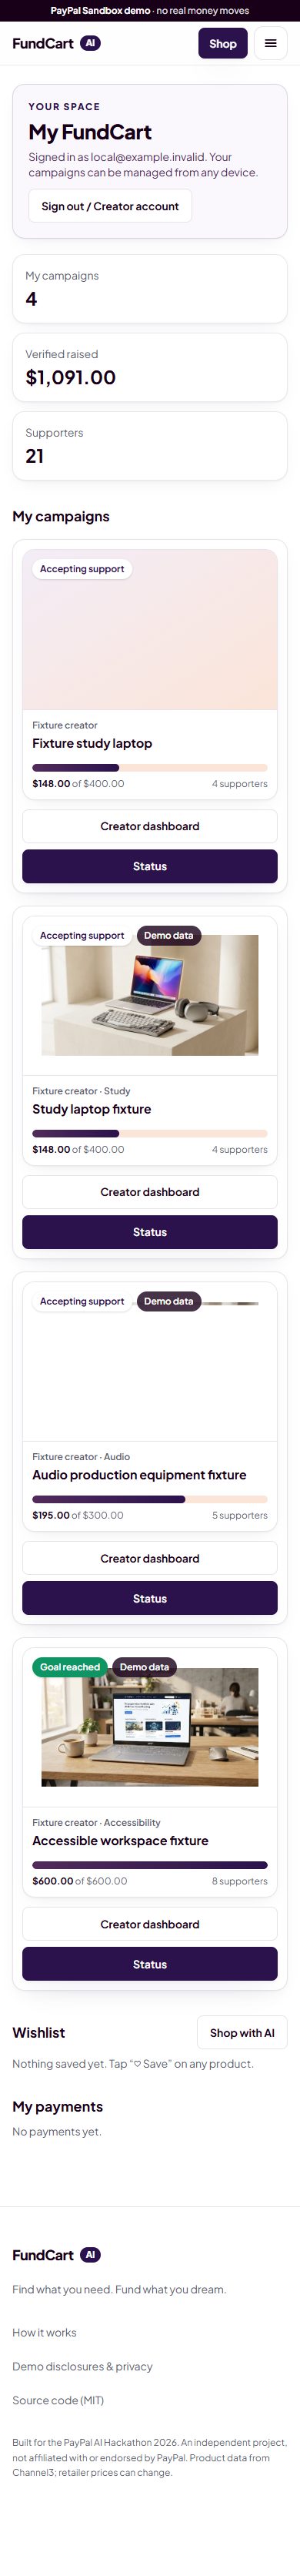 PayPal Sandbox demo · no real money moves
FundCart AI
Shop
YOUR SPACE
My FundCart
Signed in as local@example.invalid. Your
campaigns can be managed from any device.
Sign out / Creator account
My campaigns
4
Verified raised
$1,091.00
Supporters
21
My campaigns
Accepting support
Fixture creator
Fixture study laptop
$148.00 of $400.00 4 supporters
Creator dashboard
Status
Accepting support Demo data
Fixture creator · Study
Study laptop fixture
$148.00 of $400.00 4 supporters
Creator dashboard
Status
Accepting support Demo data
Fixture creator · Audio
Audio production equipment fixture
$195.00 of $300.00 5 supporters
Creator dashboard
Status
Goal reached Demo data
Fixture creator · Accessibility
Accessible workspace fixture
$600.00 of $600.00 8 supporters
Creator dashboard
Status
Wishlist Shop with AI
Nothing saved yet. Tap “♡ Save” on any product.
My payments
No payments yet.
FundCart AI
Find what you need. Fund what you dream.
How it works
Demo disclosures & privacy
Source code (MIT)
Built for the PayPal AI Hackathon 2026. An independent project,
not affiliated with or endorsed by PayPal. Product data from
Channel3; retailer prices can change.